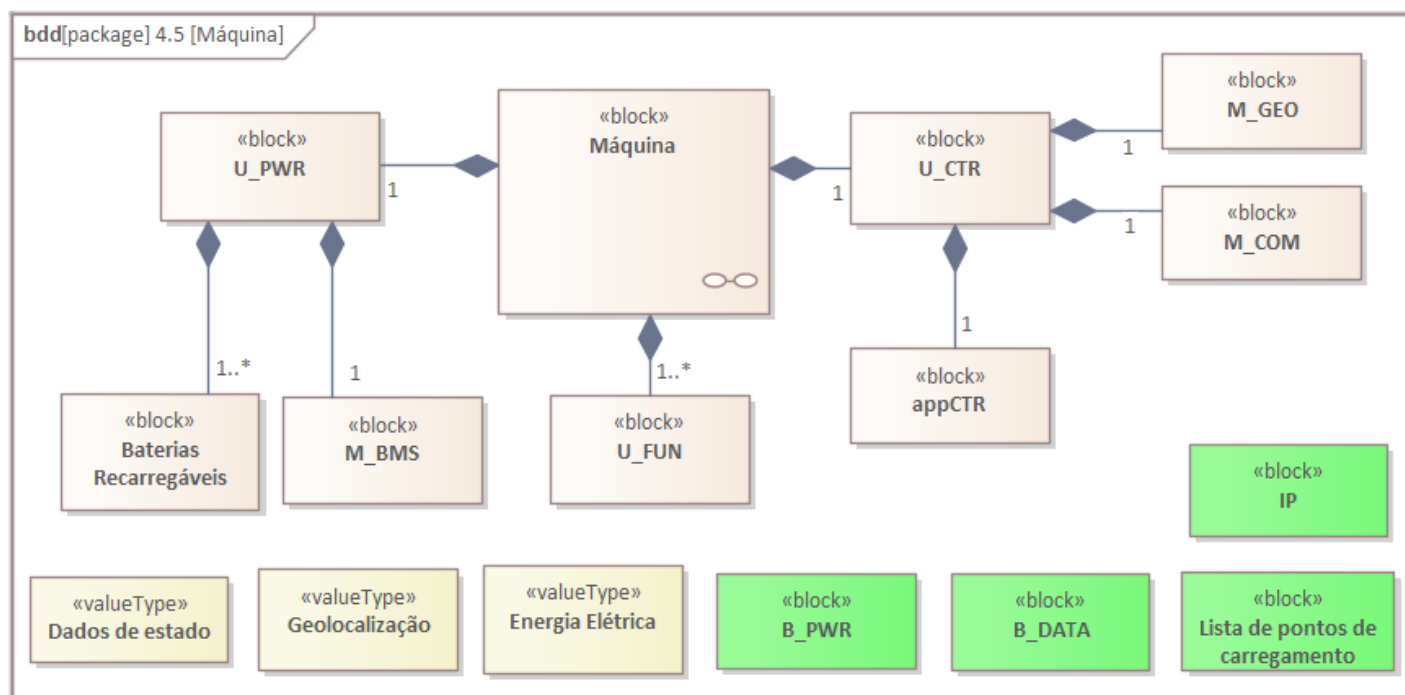 bdd[package] 4.5 [Máquina]
«block»
U_PWR
1
«block»
Máquina
«block»
U_CTR
1
«block»
M_GEO
1
«block»
M_COM
1
1..*
«block»
Baterias
Recarregáveis
1
«block»
M_BMS
1..*
«block»
U_FUN
1
«block»
appCTR
«block»
IP
«valueType»
Dados de estado
«valueType»
Geolocalização
«valueType»
Energia Elétrica
«block»
B_PWR
«block»
B_DATA
«block»
Lista de pontos de
carregamento